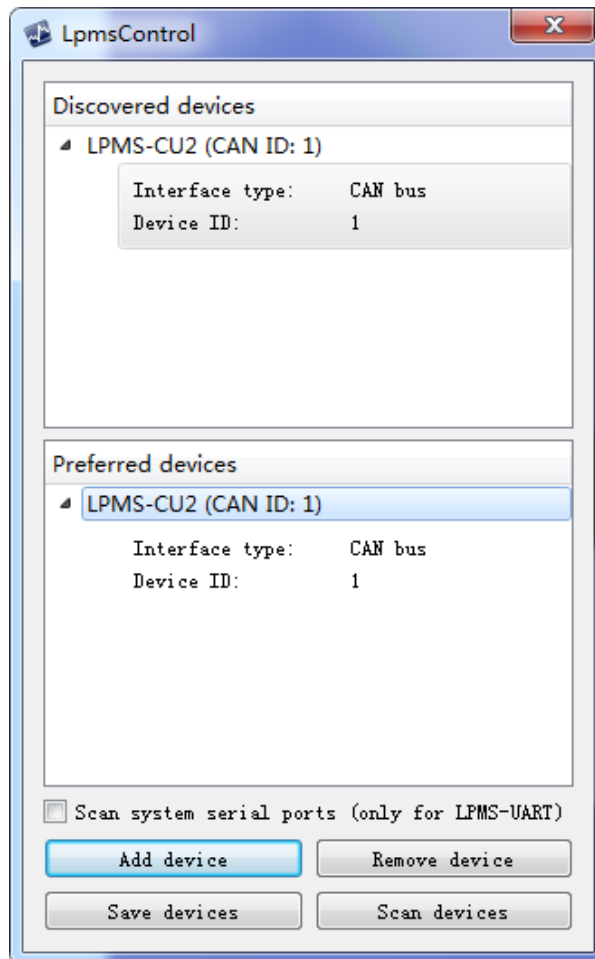 LpmsControl
Discovered devices
LPMS-CU2 (CAN ID: 1)
Interface type: CAN bus
Device ID: 1
Preferred devices
LPMS-CU2 (CAN ID: 1)
Interface type: CAN bus
Device ID: 1
Scan system serial ports (only for LPMS-UART)
Add device Remove device
Save devices Scan devices